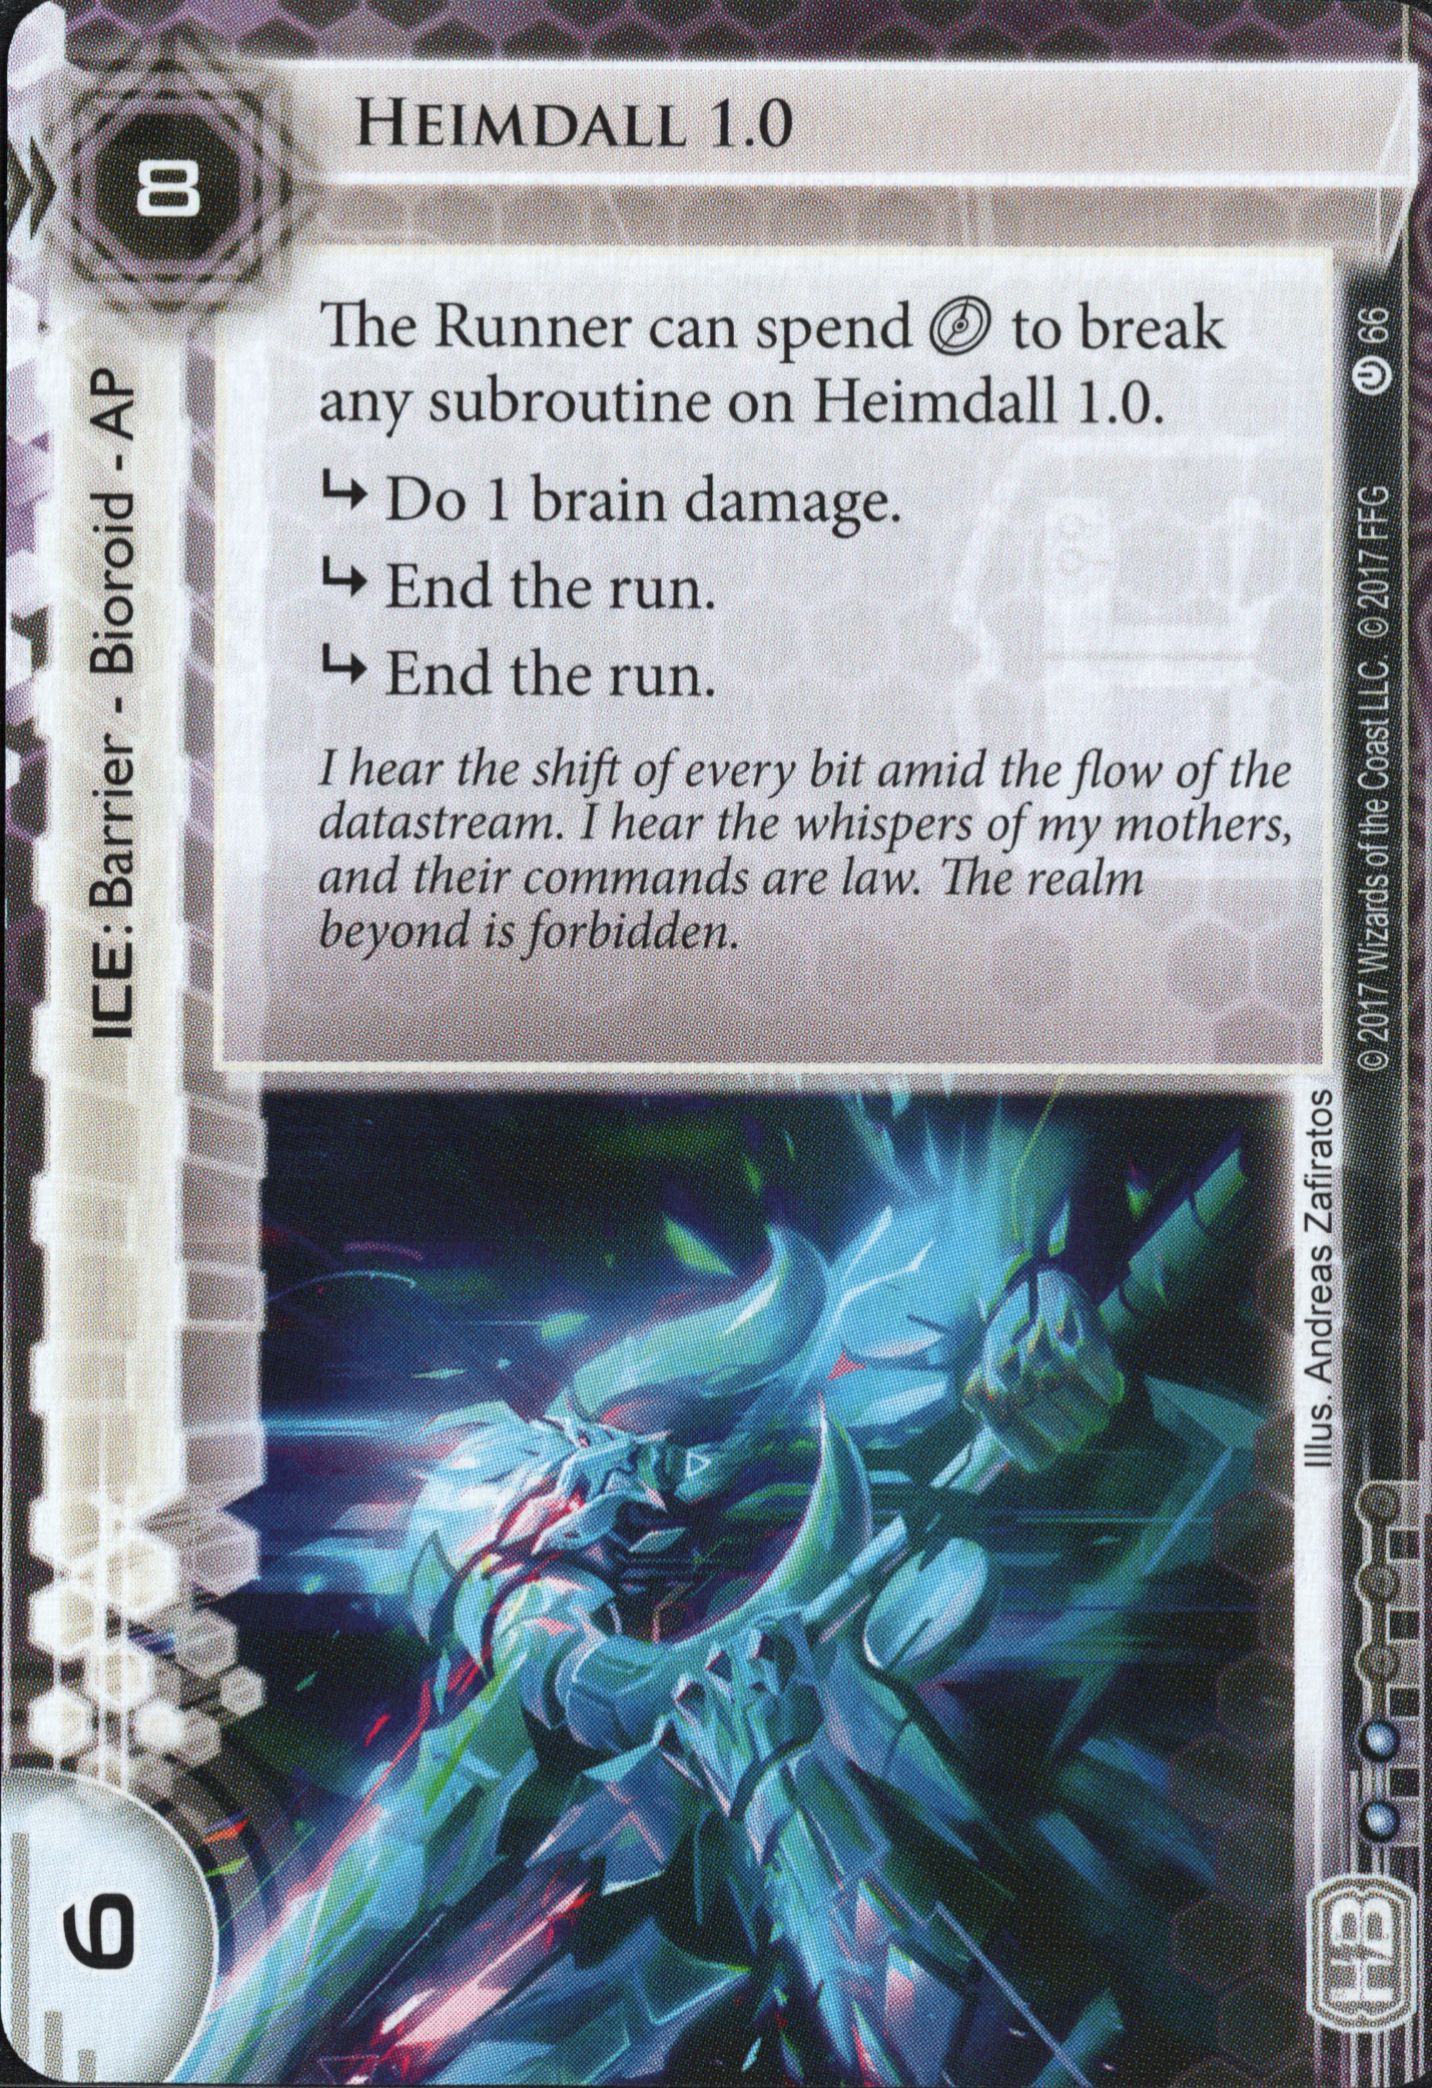 8
HEIMDALL 1.0
The Runner can spend to break
any subroutine on Heimdall 1.0.
Do 1 brain damage.
End the run.
End the run.
I hear the shift of every bit amid the flow of the
datastream. I hear the whispers of my mothers,
and their commands are law. The realm
beyond is forbidden.
ICE: Barrier - Bioroid - AP
6
Illus. Andreas Zafiratos
© 2017 Wizards of the Coast LLC. © 2017 FFG 66
HB